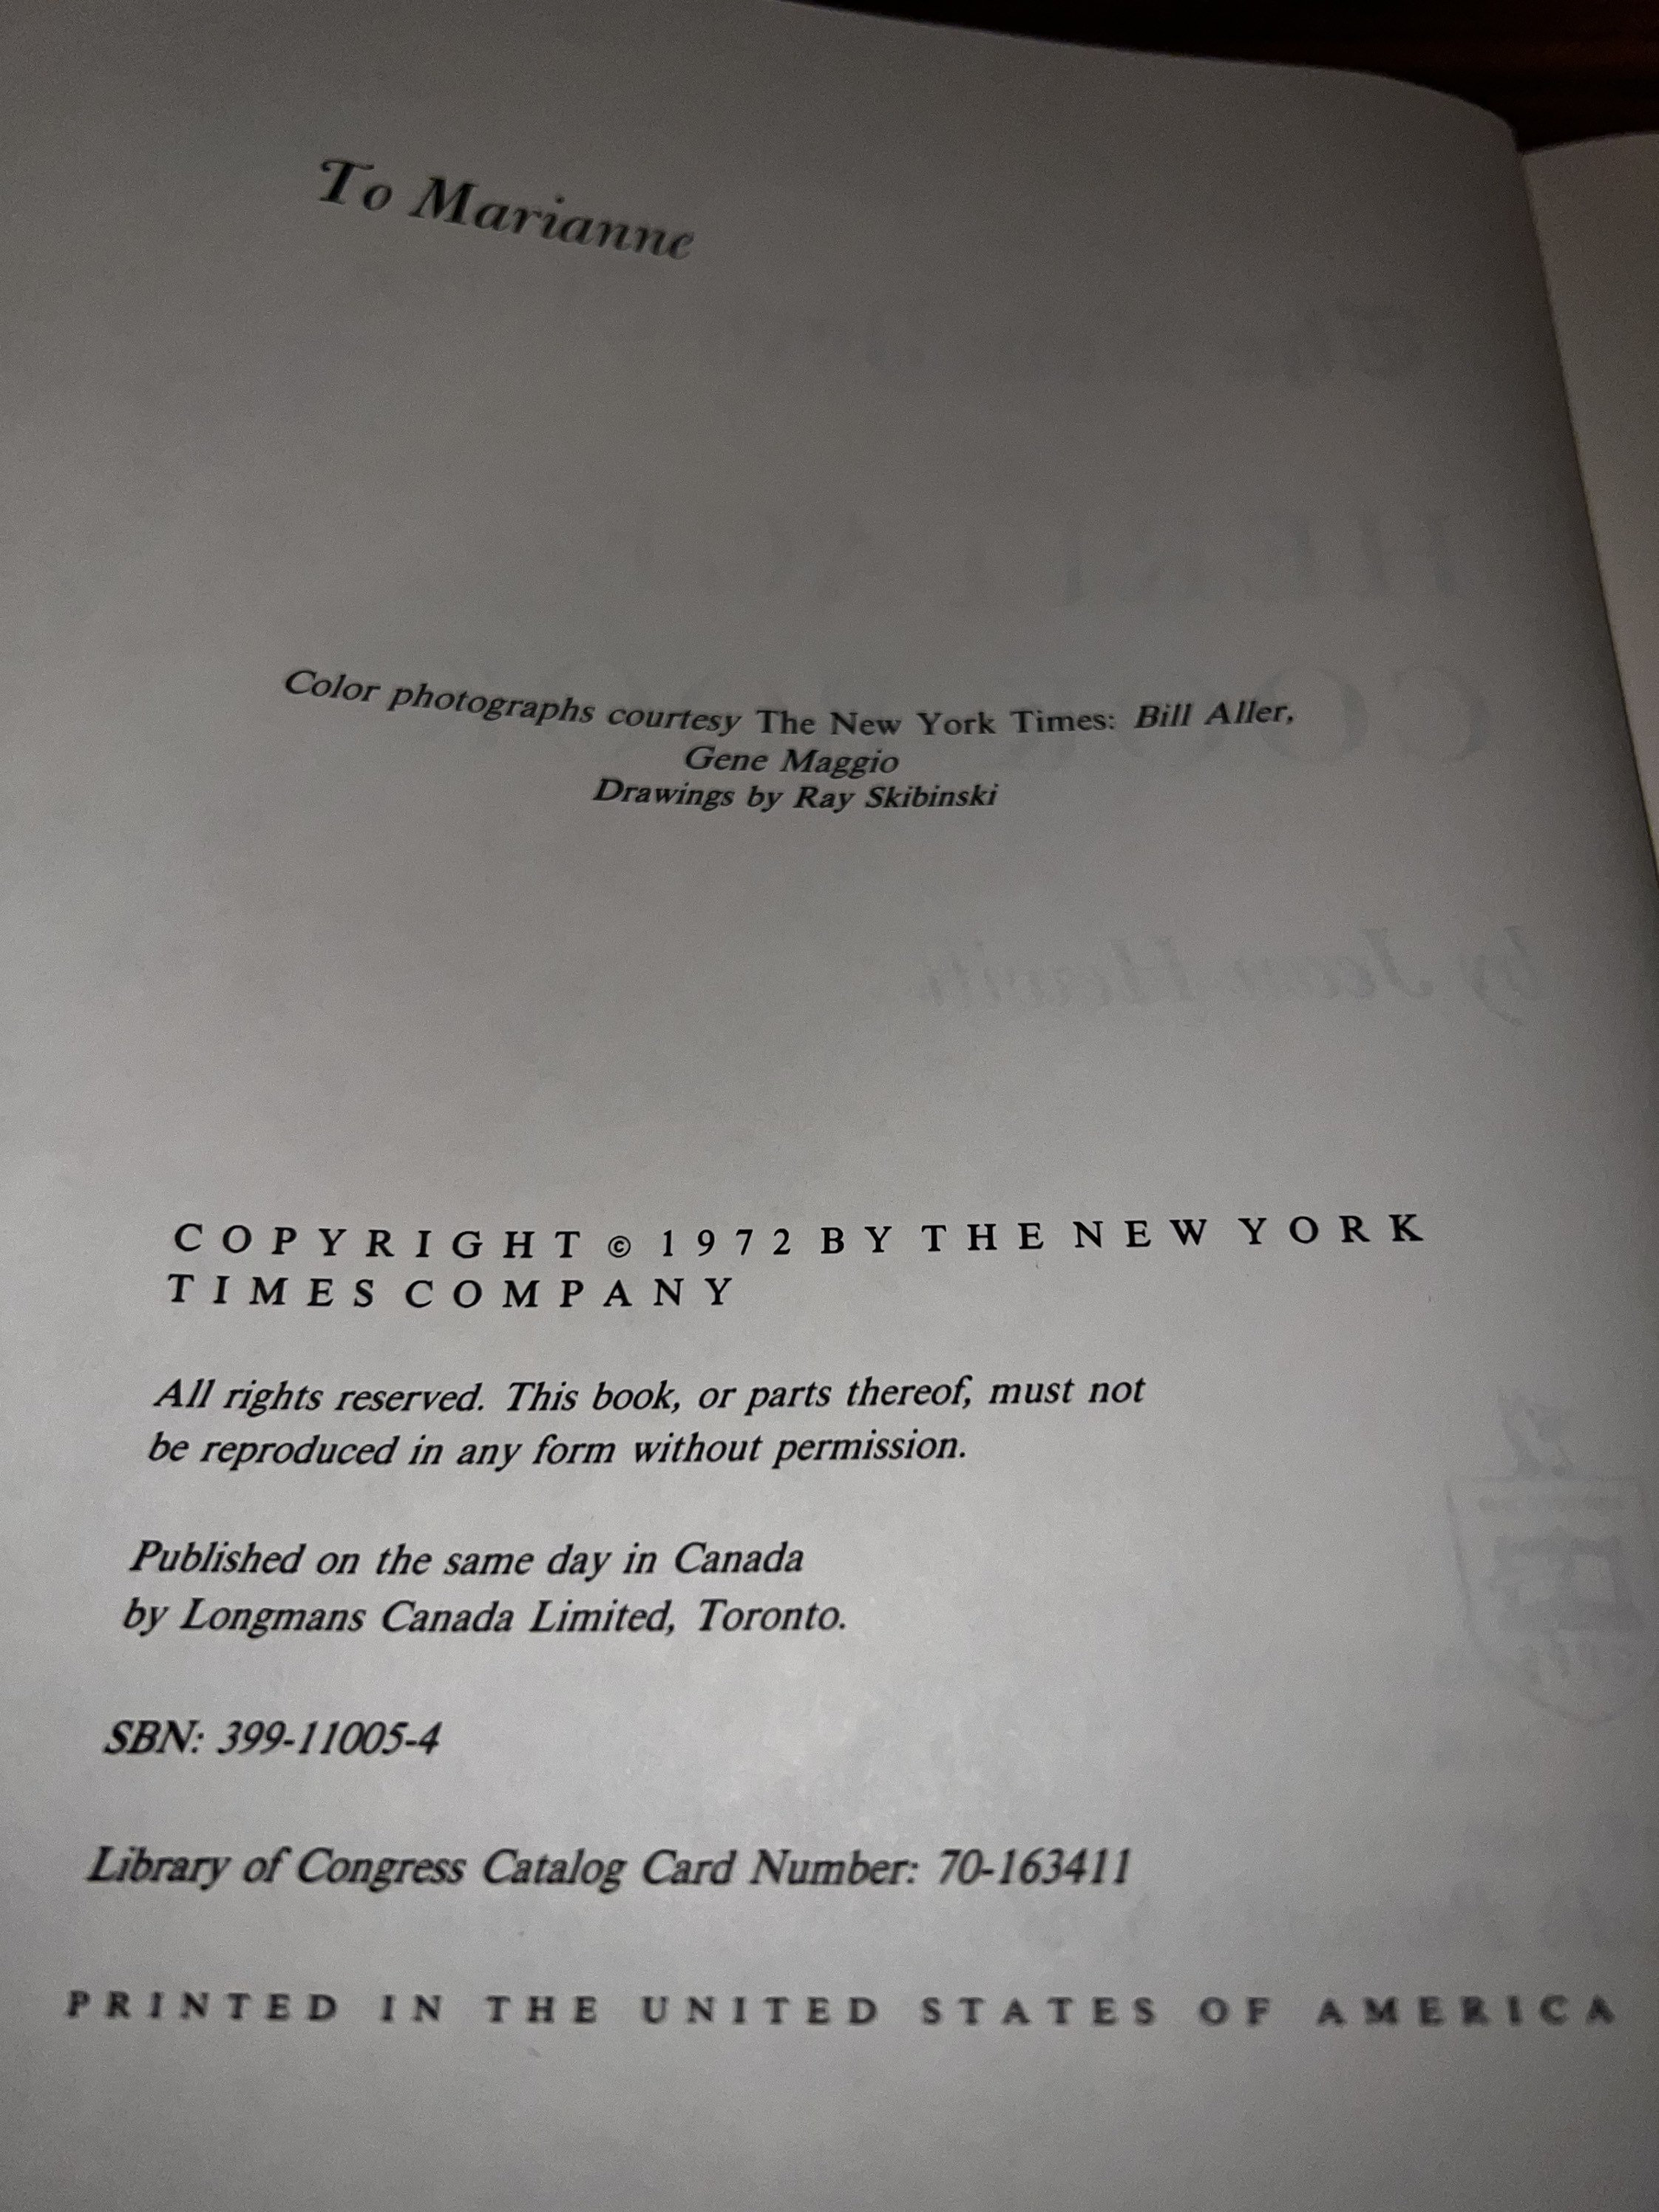 To Marianne
Color photographs courtesy The New York Times: Bill Aller,
Gene Maggio
Drawings by Ray Skibinski
COPYRIGHT © 1972 BY THE NEW YORK
TIMES COMPANY
All rights reserved. This book, or parts thereof, must not
be reproduced in any form without permission.
Published on the same day in Canada
by Longmans Canada Limited, Toronto.
SBN: 399-11005-4
Library of Congress Catalog Card Number: 70-163411
PRINTED IN THE UNITED STATES OF AMERICA